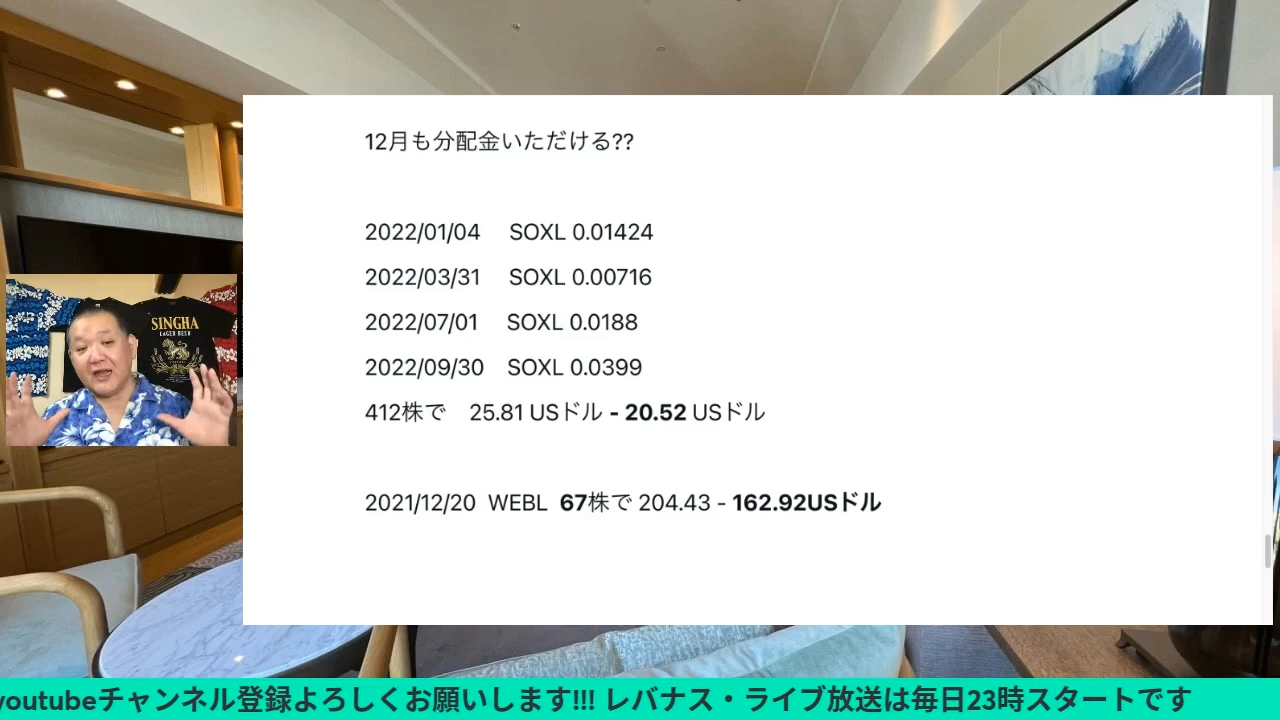 12月も分配金いただける??
2022/01/04 SOXL 0.01424
2022/03/31 SOXL 0.00716
2022/07/01 SOXL 0.0188
2022/09/30 SOXL 0.0399
412株で 25.81 USドル - 20.52 USドル
2021/12/20 WEBL 67株で 204.43 - 162.92USドル
SINGHA
LAGER BEER
youtubeチャンネル登録よろしくお願いします!!! レバナス・ライブ放送は毎日23時スタートです